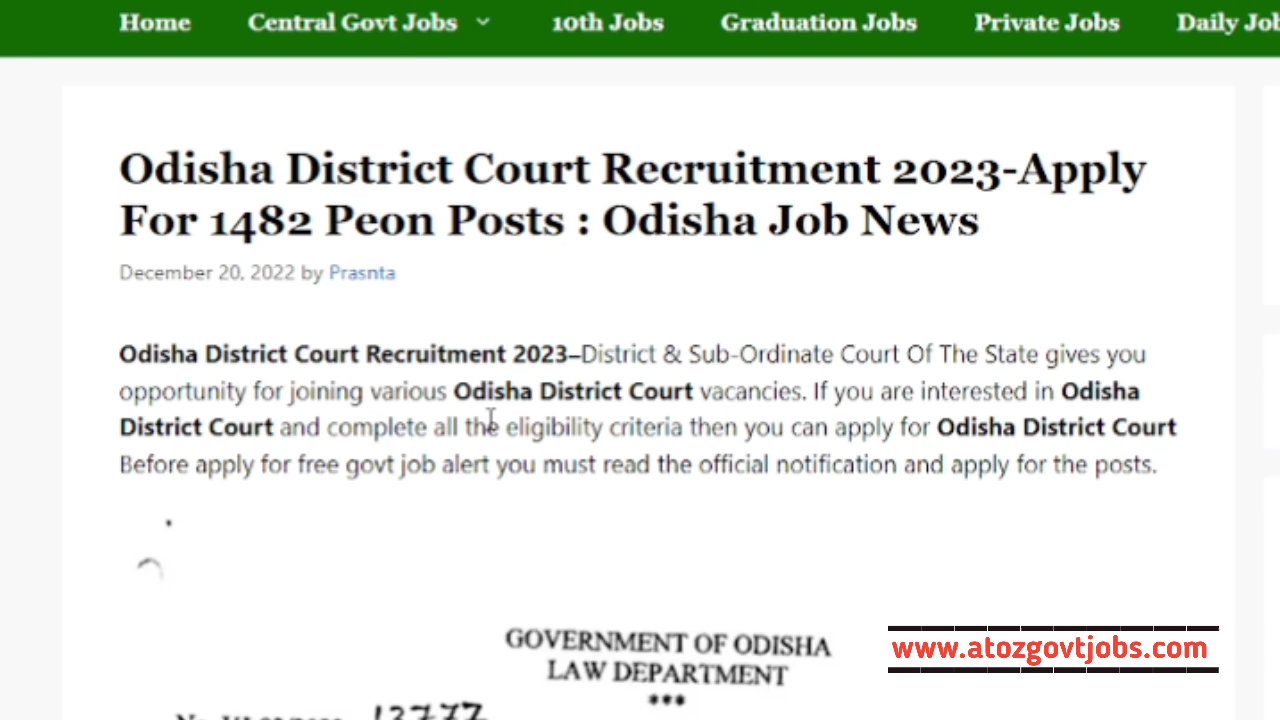 Home Central Govt Jobs 10th Jobs Graduation Jobs Private Jobs Daily Job
Odisha District Court Recruitment 2023-Apply
For 1482 Peon Posts : Odisha Job News
December 20, 2022 by Prasnta
Odisha District Court Recruitment 2023–District & Sub-Ordinate Court Of The State gives you
opportunity for joining various Odisha District Court vacancies. If you are interested in Odisha
District Court and complete all the eligibility criteria then you can apply for Odisha District Court
Before apply for free govt job alert you must read the official notification and apply for the posts.
GOVERNMENT OF ODISHA
LAW DEPARTMENT
***
www.atozgovtjobs.com